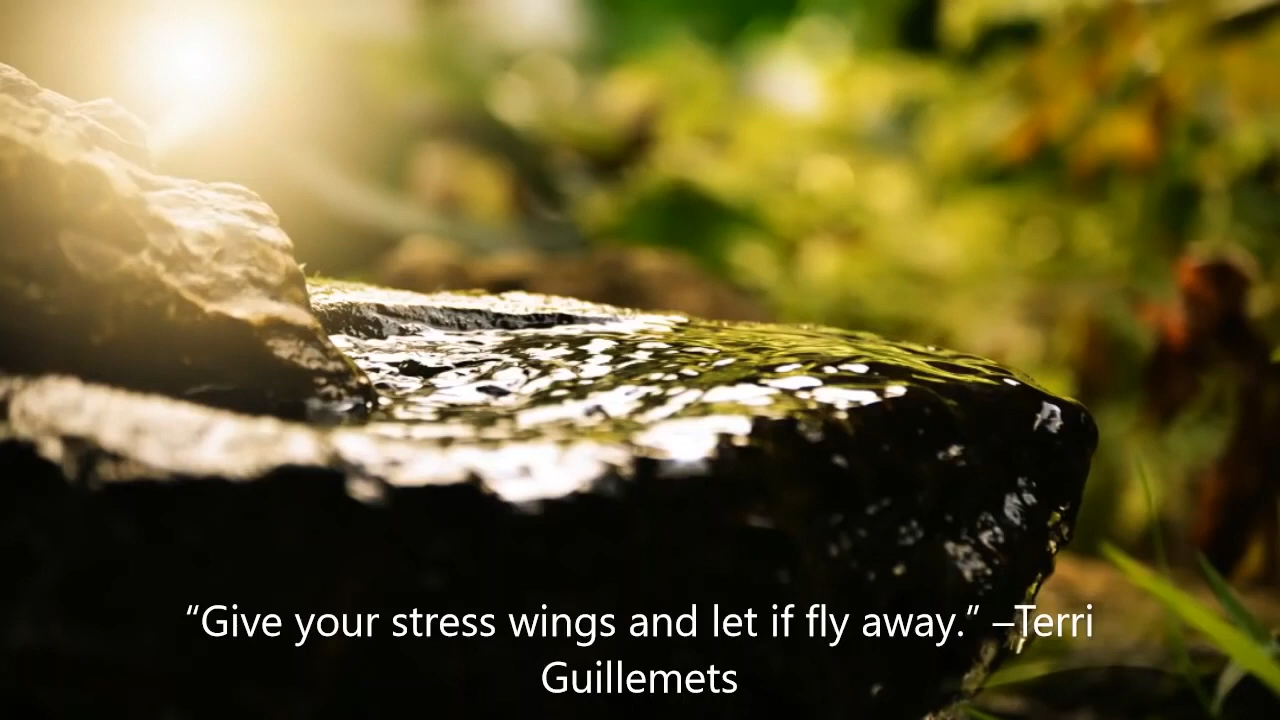 “Give your stress wings and let if fly away.” –Terri
Guillemets